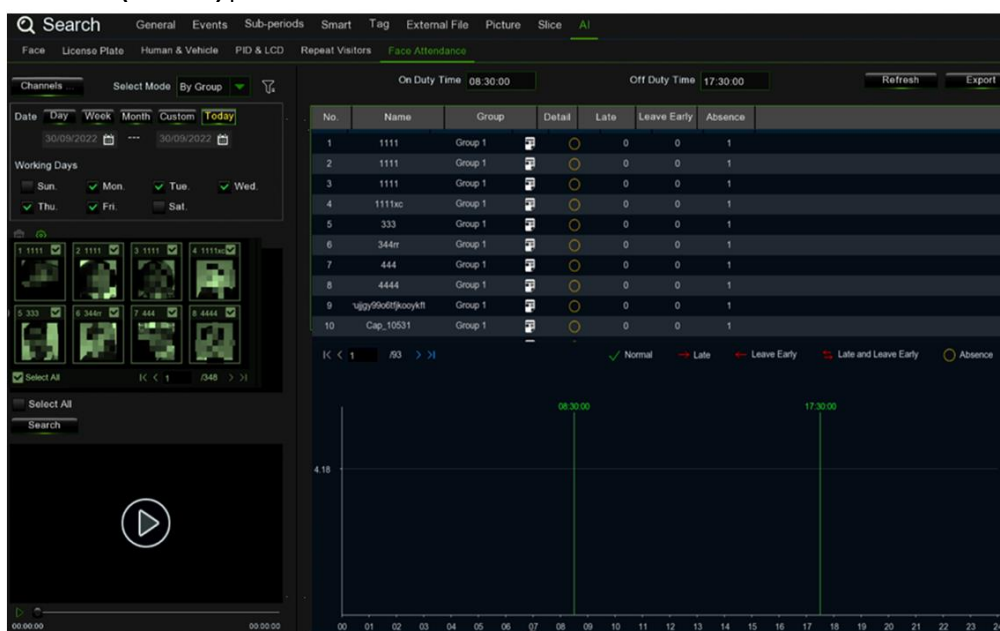 Search General Events Sub-periods Smart Tag External File Picture Slice AI
Face License Plate Human & Vehicle PID & LCD Repeat Visitors Face Attendance
Channels ... Select Mode By Group On Duty Time 08:30:00 Off Duty Time 17:30:00 Refresh Export
Date Day Week Month Custom Today
30/09/2022 --- 30/09/2022
Working Days
Sun. Mon. Tue. Wed.
Thu. Fri. Sat.
1 1111 2 1111 3 1111 4 1111xc
5 333 6 344rr 7 444 8 4444
Select All 1 /348
Select All
Search
00:00:00 00:00:00
No. Name Group Detail Late Leave Early Absence
1 1111 Group 1 0 0 1
2 1111 Group 1 0 0 1
3 1111 Group 1 0 0 1
4 1111xc Group 1 0 0 1
5 333 Group 1 0 0 1
6 344rr Group 1 0 0 1
7 444 Group 1 0 0 1
8 4444 Group 1 0 0 1
9 Group 1 0 0 1
10 Cap_10531 Group 1 0 0 1
1 /93 Normal Late Leave Early Late and Leave Early Absence
08:30:00 17:30:00
4.18
00 01 02 03 04 05 06 07 08 09 10 11 12 13 14 15 16 17 18 19 20 21 22 23